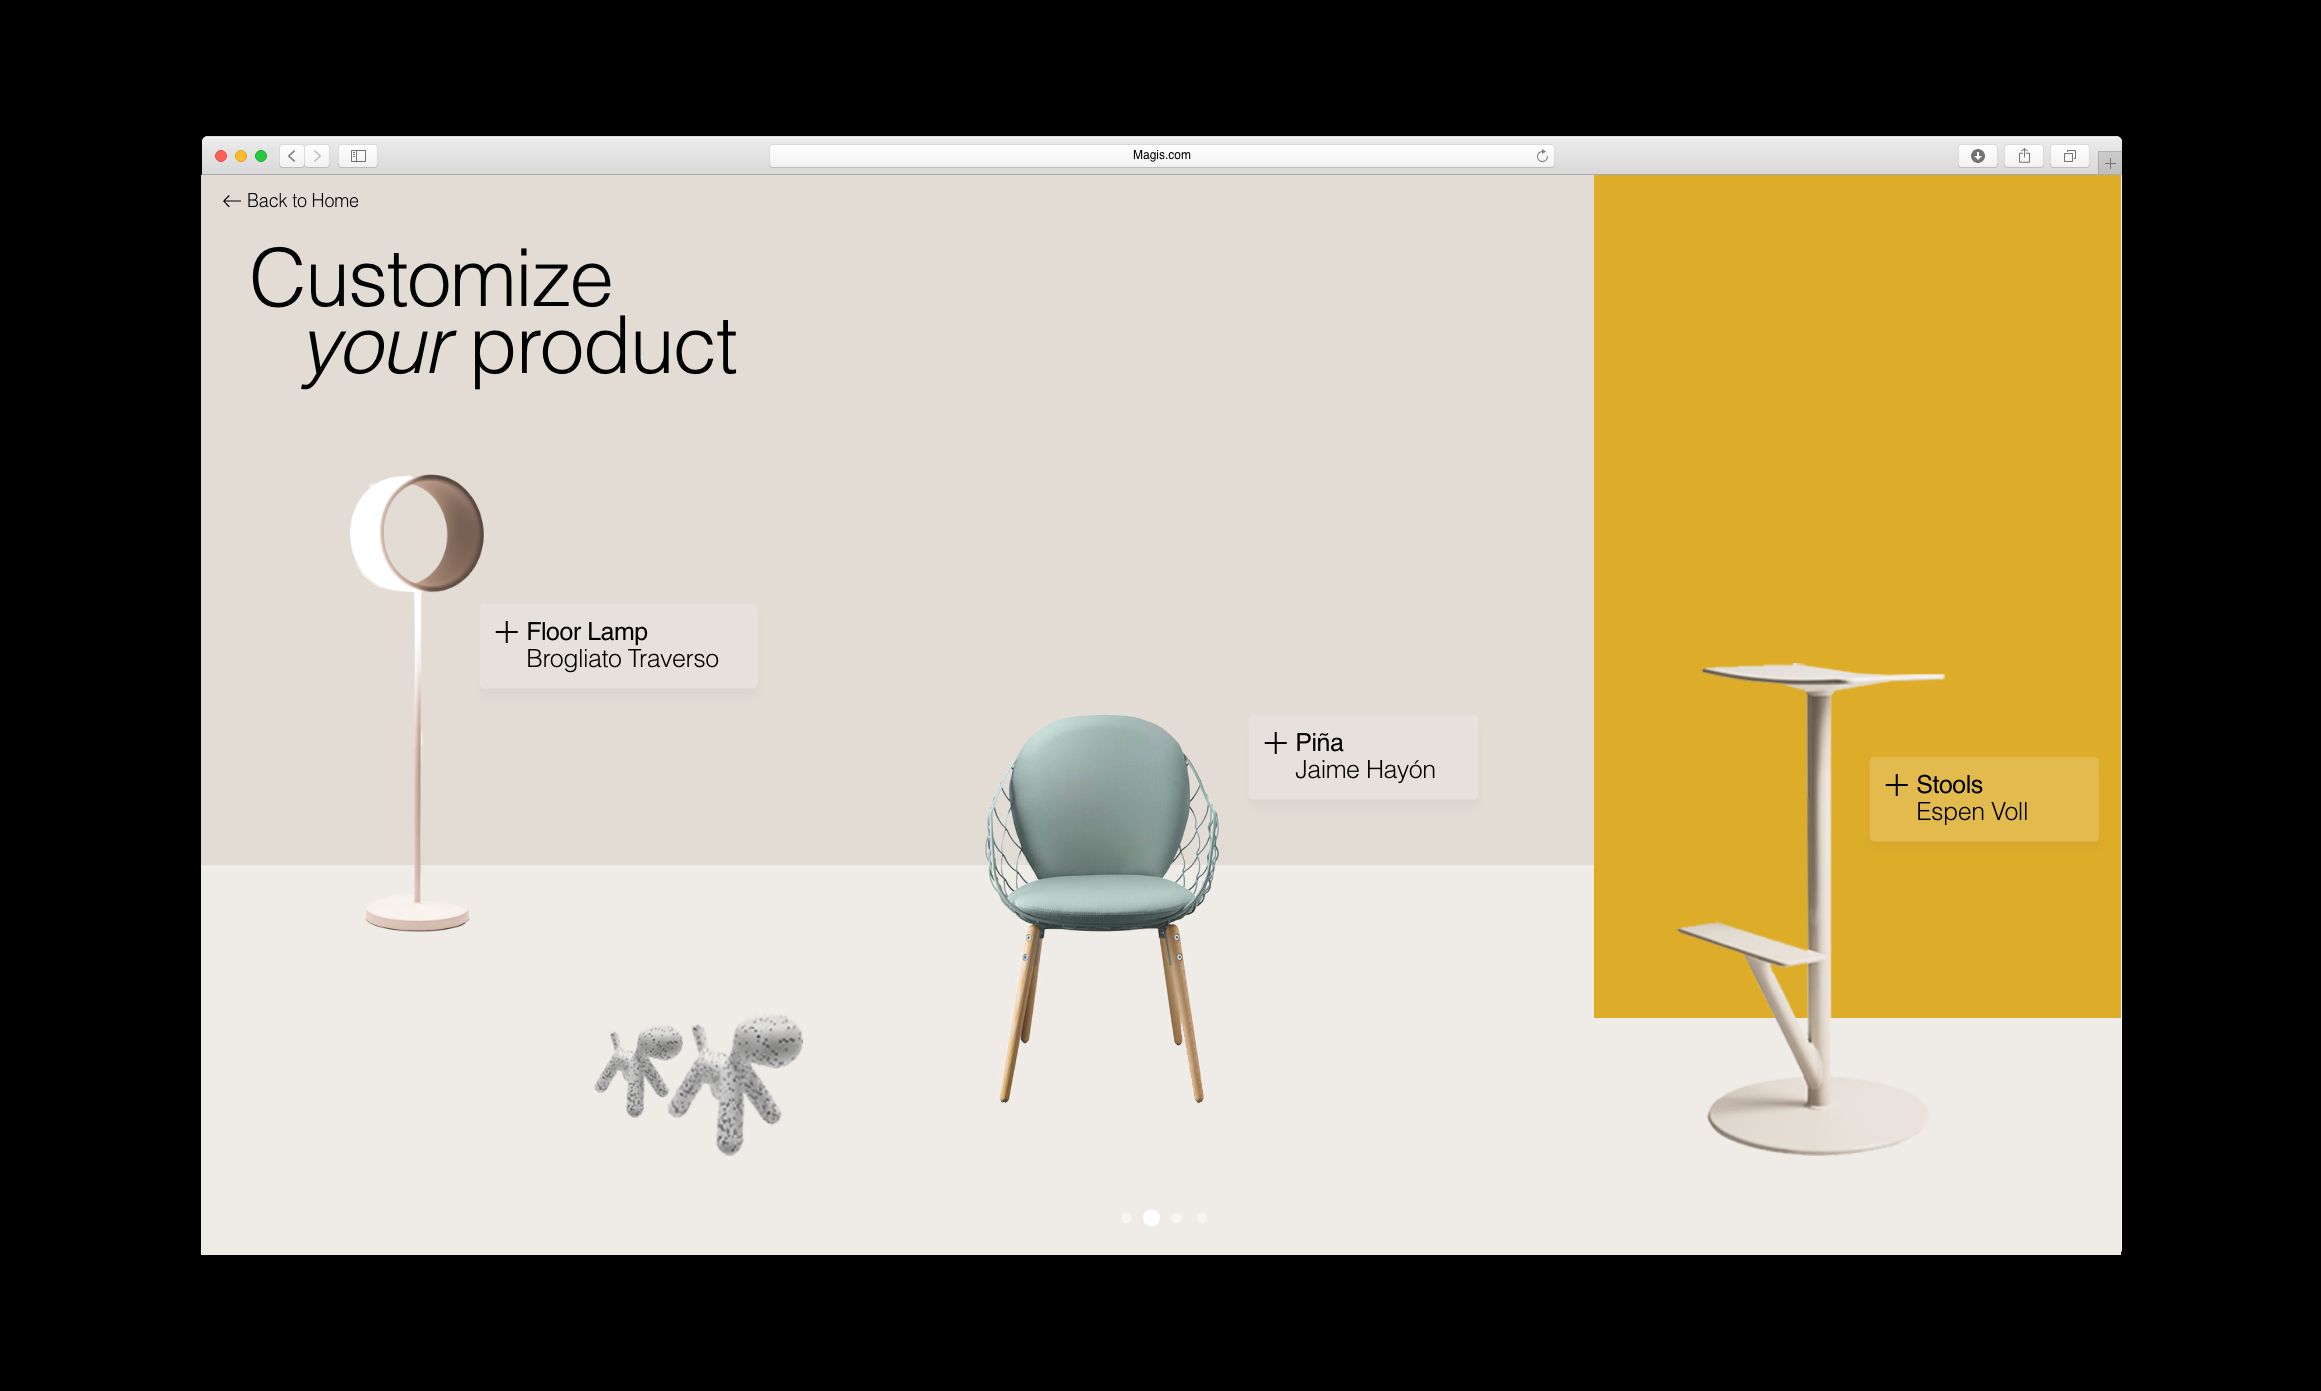 Magis.com
← Back to Home
Customize
your product
+ Floor Lamp
Brogliato Traverso
+ Piña
Jaime Hayón
+ Stools
Espen Voll